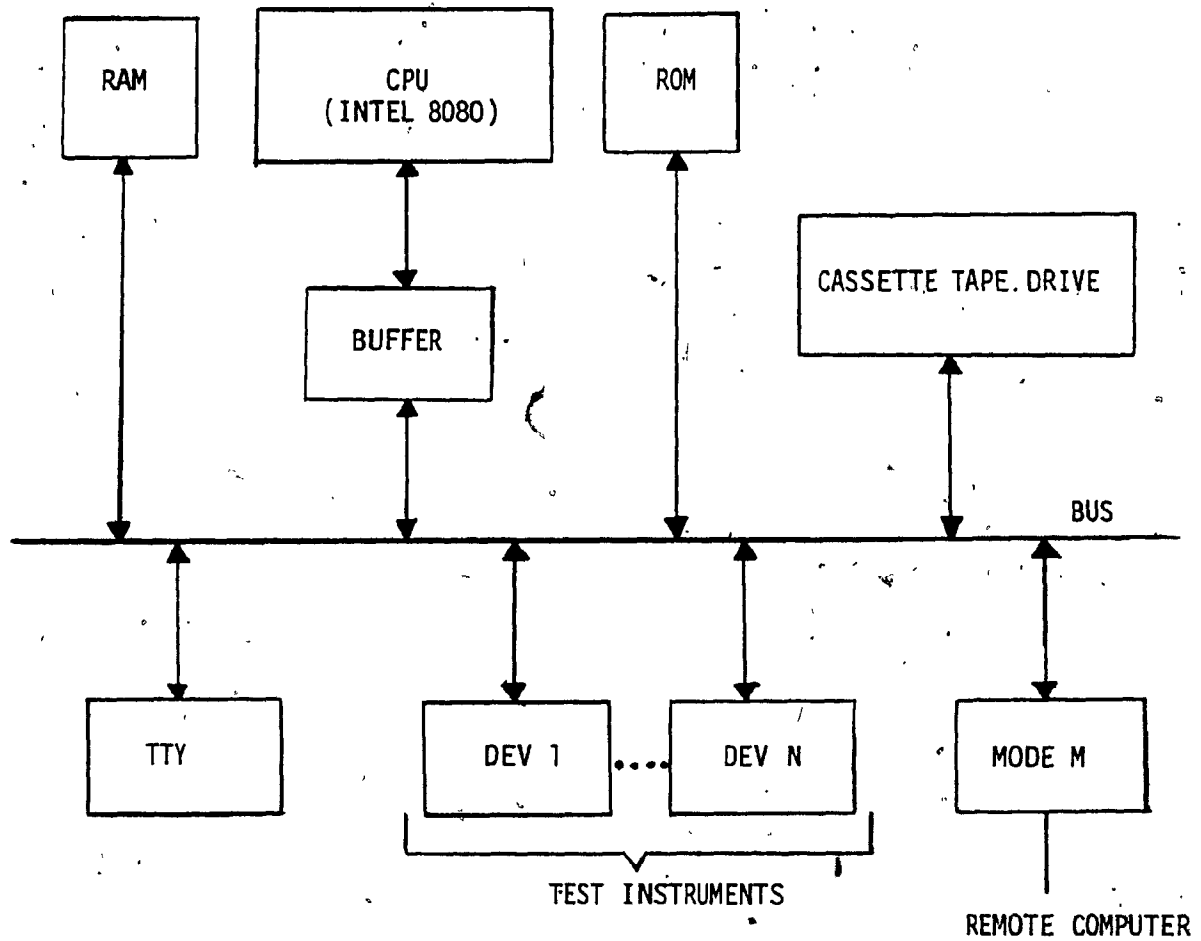 RAM
CPU
(INTEL 8080)
ROM
CASSETTE TAPE DRIVE
BUFFER
BUS
TTY
DEV 1
DEV N
MODE M
TEST INSTRUMENTS
REMOTE COMPUTER